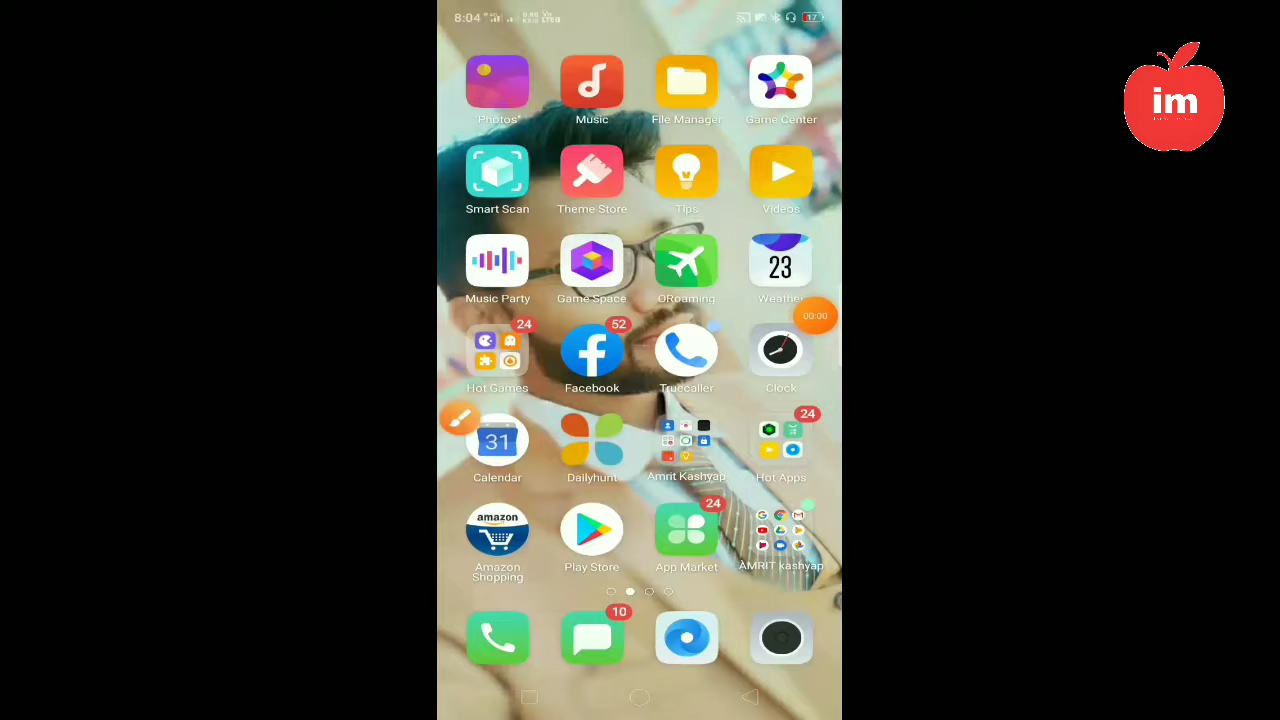 8:04
17
im
"Photos"
Music
File Manager
Game Center
Smart Scan
Theme Store
Tips
Videos
23
Music Party
Game Space
ORoaming
Weather
00:00
24
52
Hot Games
Facebook
Truecaller
Clock
24
31
Calendar
Dailyhunt
Amrit Kashyap
Hot Apps
24
amazon
Amazon
Shopping
Play Store
App Market
AMRIT kashyap
10